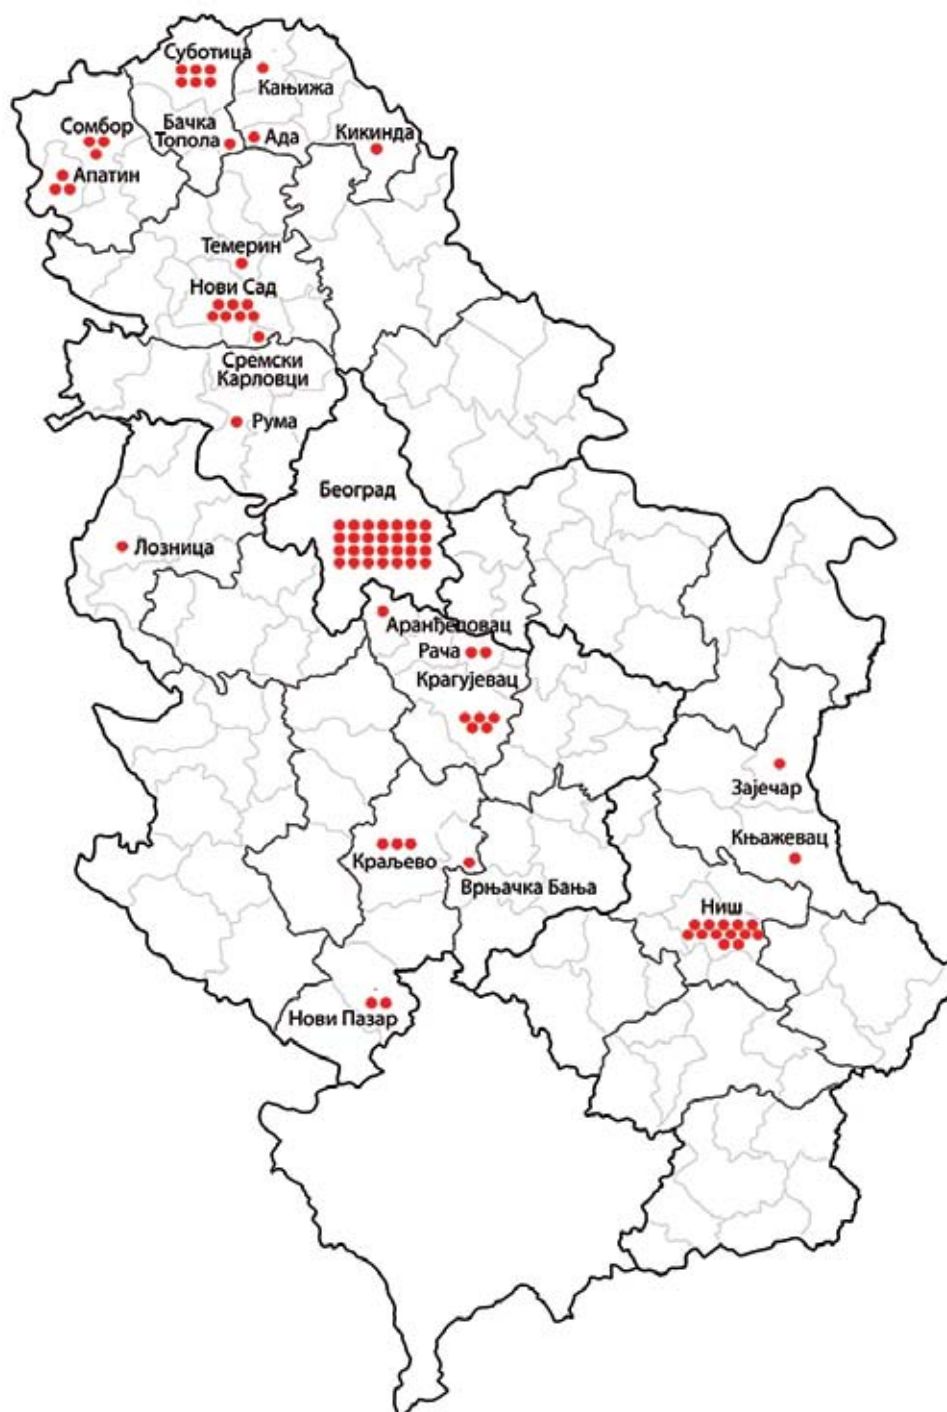 Суботица
Кањижа
Сомбор
Бачка
Топола
Ада
Кикинда
Апатин
Темерин
Нови Сад
Сремски
Карловци
Рума
Београд
Лозница
Аранђеловац
Рача
Крагујевац
Зајечар
Књажевац
Краљево
Врњачка Бања
Ниш
Нови Пазар